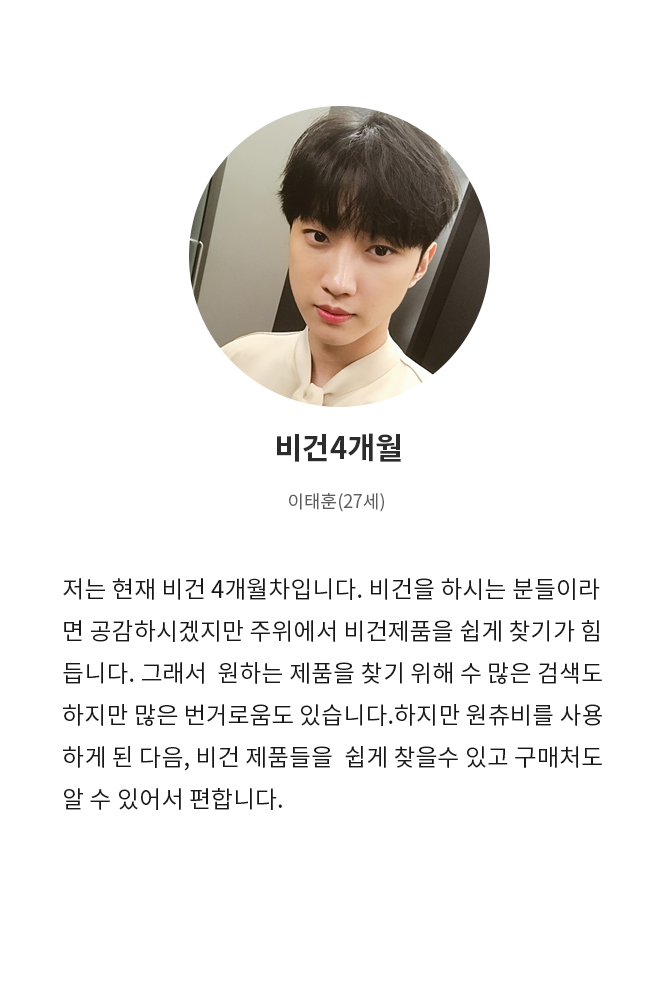 비건4개월
이태훈(27세)
저는 현재 비건 4개월차입니다. 비건을 하시는 분들이라
면 공감하시겠지만 주위에서 비건제품을 쉽게 찾기가 힘
듭니다. 그래서  원하는 제품을 찾기 위해 수 많은 검색도
하지만 많은 번거로움도 있습니다.하지만 원츄비를 사용
하게 된 다음, 비건 제품들을  쉽게 찾을수 있고 구매처도
알 수 있어서 편합니다.